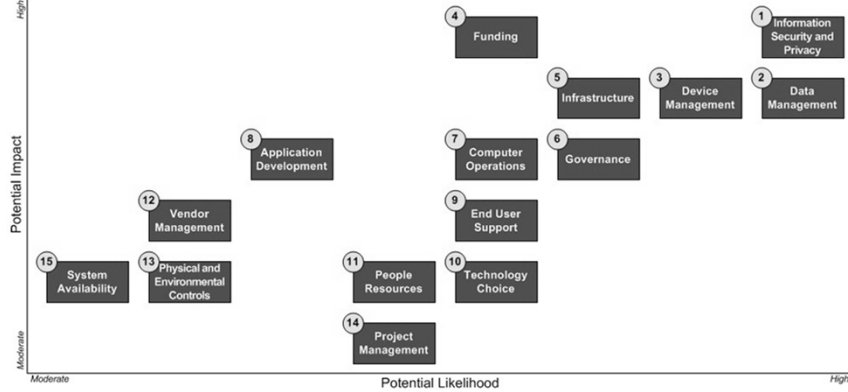 High
4
Funding
1
Information
Security and
Privacy
5
Infrastructure
3
Device
Management
2
Data
Management
Potential Impact
8
Application
Development
7
Computer
Operations
6
Governance
12
Vendor
Management
9
End User
Support
15
System
Availability
13
Physical and
Environmental
Controls
11
People
Resources
10
Technology
Choice
14
Project
Management
Moderate
Moderate
Potential Likelihood
High